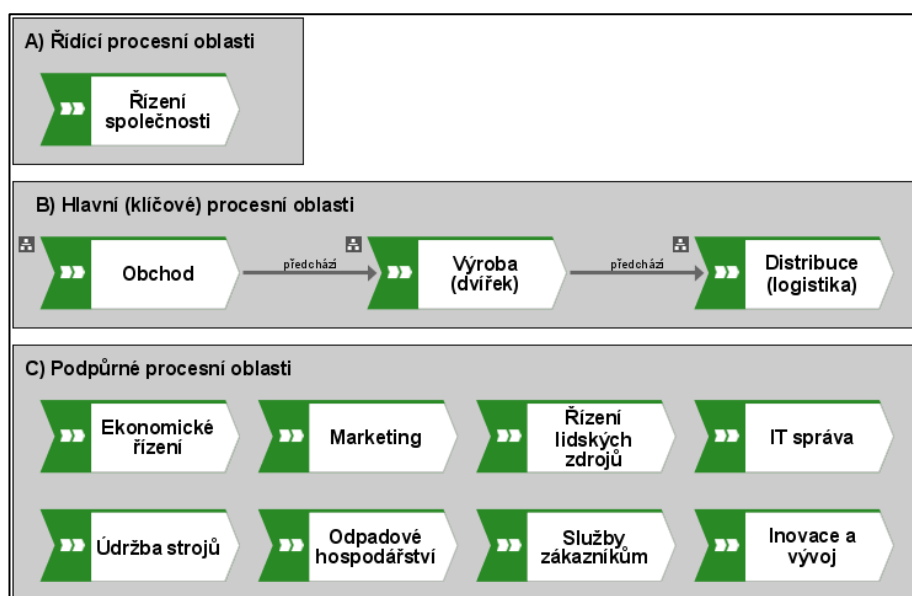 A) Řídící procesní oblasti
Řízení
společnosti
B) Hlavní (klíčové) procesní oblasti
Obchod
předchází
Výroba
(dvířek)
předchází
Distribuce
(logistika)
C) Podpůrné procesní oblasti
Ekonomické
řízení
Marketing
Řízení
lidských
zdrojů
IT správa
Údržba strojů
Odpadové
hospodářství
Služby
zákazníkům
Inovace a
vývoj